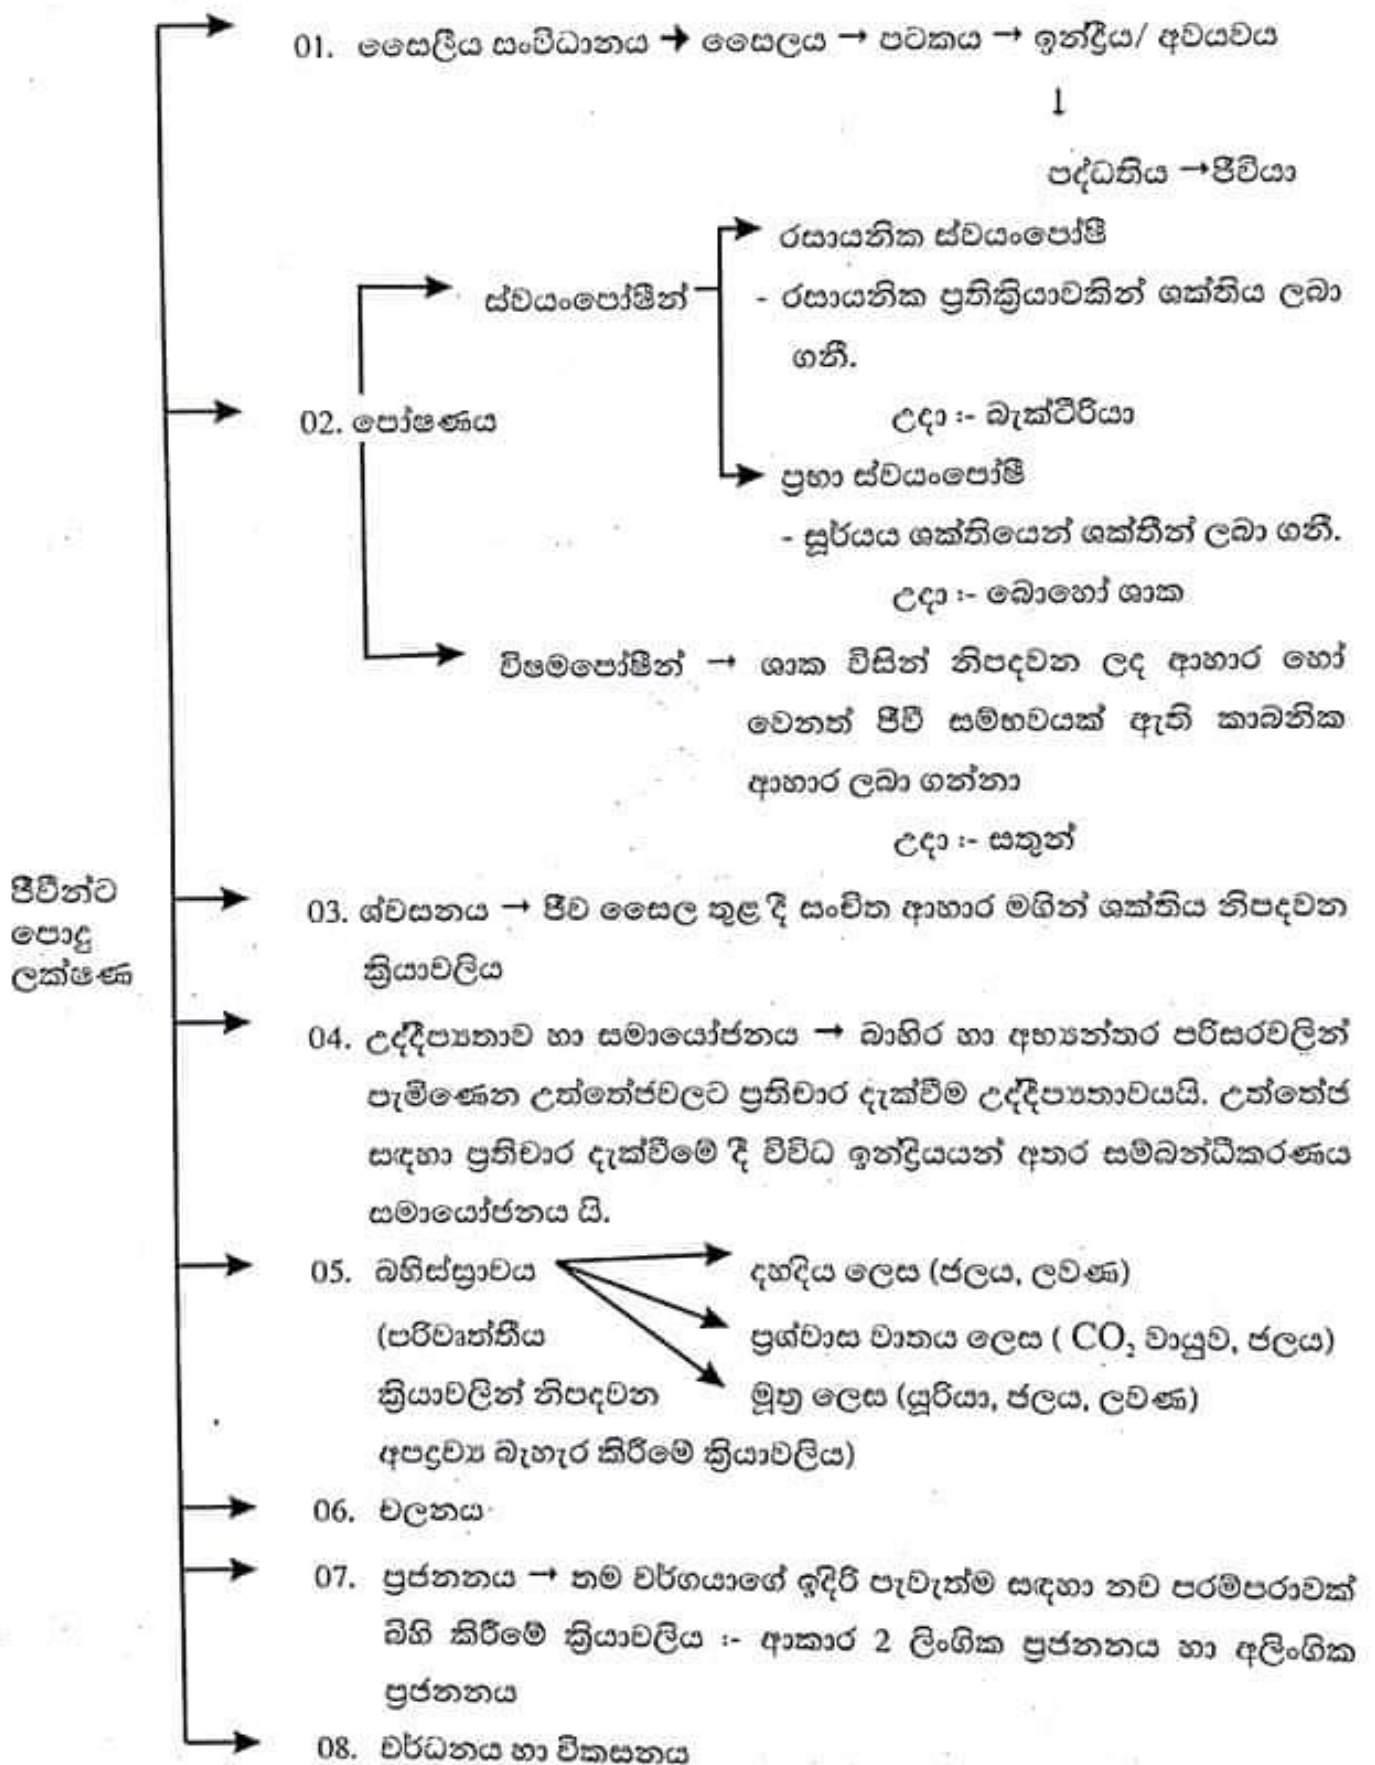 01. සෛලීය සංවිධානය → සෛලය → පටකය → ඉන්ද්‍රීය/ අවයවය
↓
පද්ධතිය →ජීවියා
රසායනික ස්වයංපෝෂී
ස්වයංපෝෂීන්
- රසායනික ප්‍රතික්‍රියාවකින් ශක්තිය ලබා
ගනී.
උදා :- බැක්ටීරියා
02. පෝෂණය
ප්‍රභා ස්වයංපෝෂී
- සූර්යය ශක්තියෙන් ශක්තීන් ලබා ගනී.
උදා :- බොහෝ ශාක
විෂමපෝෂීන් → ශාක විසින් නිපදවන ලද ආහාර හෝ
වෙනත් ජීවී සම්භවයක් ඇති කාබනික
ආහාර ලබා ගන්නා
උදා :- සතුන්
ජීවීන්ට
පොදු
ලක්ෂණ
03. ශ්වසනය → ජීව සෛල තුළ දී සංචිත ආහාර මගින් ශක්තිය නිපදවන
ක්‍රියාවලිය
04. උද්දීප්‍යතාව හා සමායෝජනය → බාහිර හා අභ්‍යන්තර පරිසරවලින්
පැමිණෙන උත්තේජවලට ප්‍රතිචාර දැක්වීම උද්දීප්‍යතාවයයි. උත්තේජ
සඳහා ප්‍රතිචාර දැක්වීමේ දී විවිධ ඉන්ද්‍රියයන් අතර සම්බන්ධීකරණය
සමායෝජනය යි.
05. බහිස්ස්‍රාවය
දහදිය ලෙස (ජලය, ලවණ)
(පරිවෘත්තීය
ප්‍රශ්වාස වාතය ලෙස ( CO₂ වායුව, ජලය)
ක්‍රියාවලින් නිපදවන
මූත්‍ර ලෙස (යූරියා, ජලය, ලවණ)
අපද්‍රව්‍ය බැහැර කිරීමේ ක්‍රියාවලිය)
06. චලනය
07. ප්‍රජනනය → තම වර්ගයාගේ ඉදිරි පැවැත්ම සඳහා නව පරම්පරාවක්
බිහි කිරීමේ ක්‍රියාවලිය :- ආකාර 2 ලිංගික ප්‍රජනනය හා අලිංගික
ප්‍රජනනය
08. වර්ධනය හා විකසනය